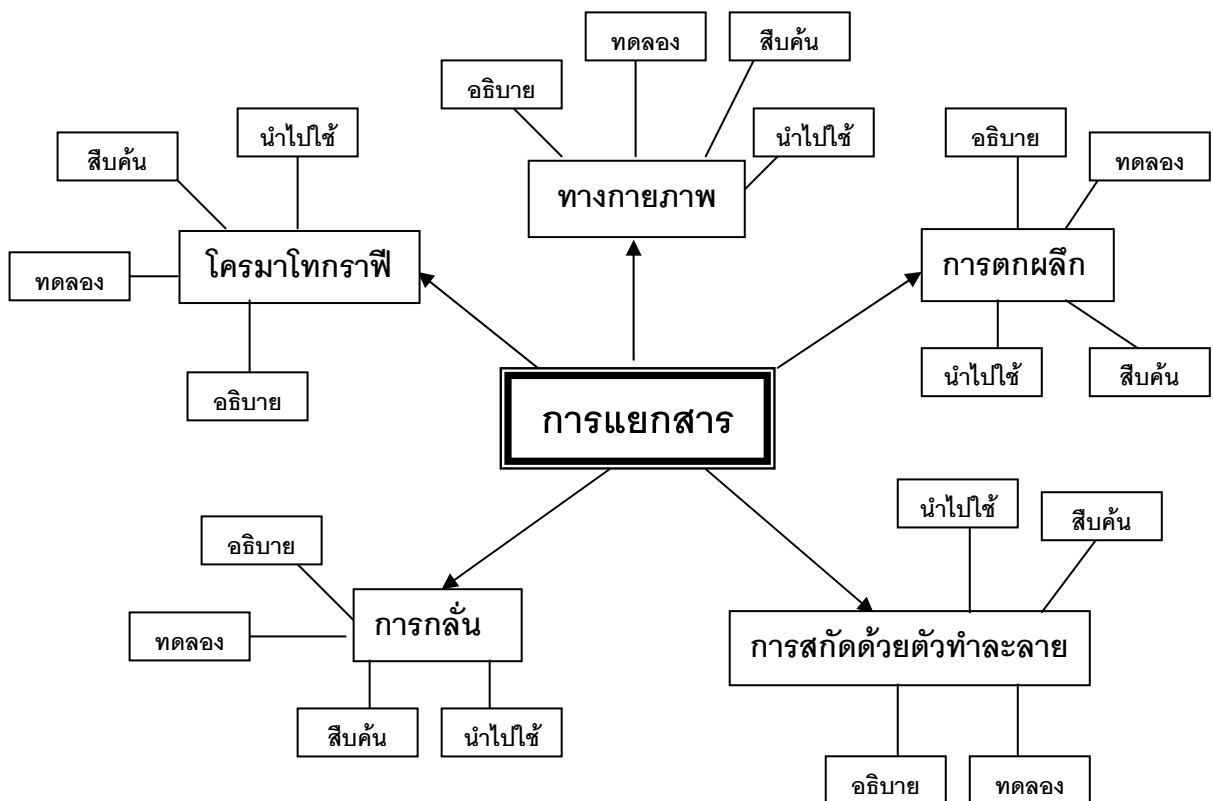 ทดลอง
สืบค้น
อธิบาย
นำไปใช้
ทางกายภาพ
นำไปใช้
สืบค้น
โครมาโทกราฟี
ทดลอง
อธิบาย
อธิบาย
ทดลอง
การตกผลึก
นำไปใช้
สืบค้น
การแยกสาร
อธิบาย
ทดลอง
การกลั่น
สืบค้น
นำไปใช้
นำไปใช้
สืบค้น
การสกัดด้วยตัวทำละลาย
อธิบาย
ทดลอง